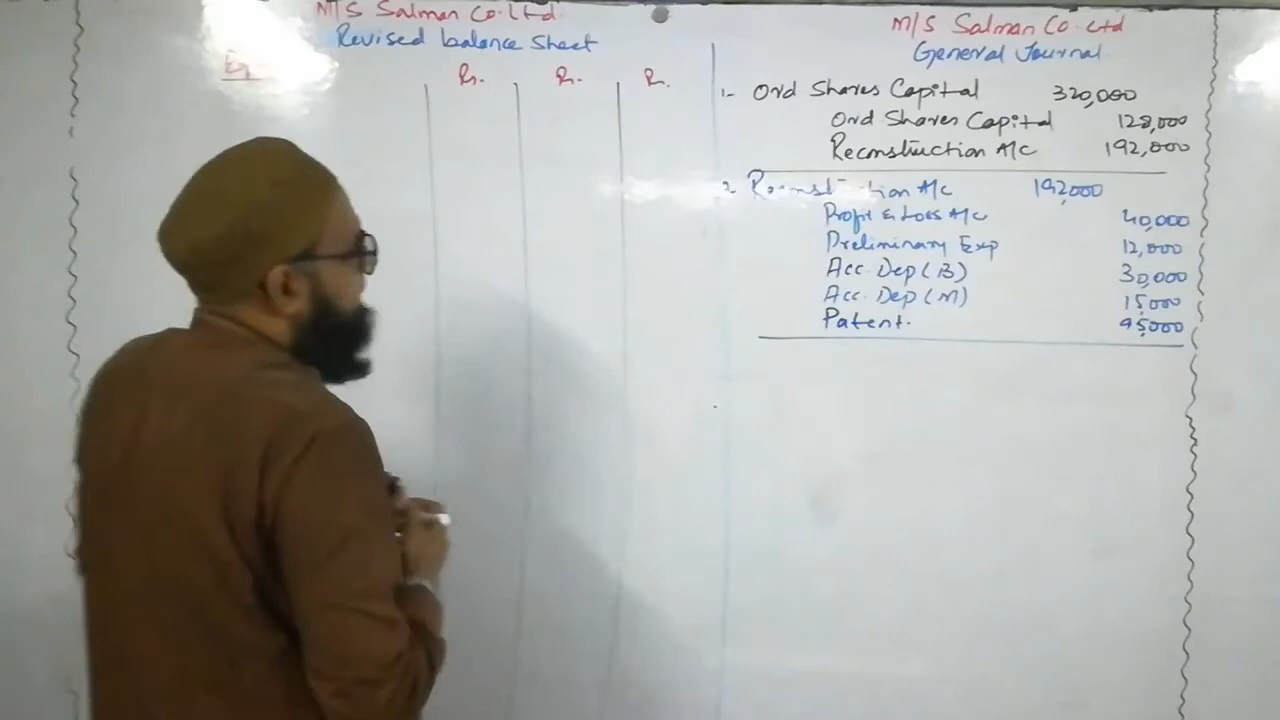 M/S Salman Co. Ltd
Revised balance Sheet
Rs. Rs. Rs.
M/S Salman Co Ltd
General Journal
1- Ord Shares Capital 320,000
Ord Shares Capital 128,000
Reconstruction A/C 192,000
2- Reconstruction A/C 192,000
Profit & Loss A/C 40,000
Preliminary Exp 12,000
Acc. Dep (B) 30,000
Acc. Dep (M) 15,000
Patent. 95,000